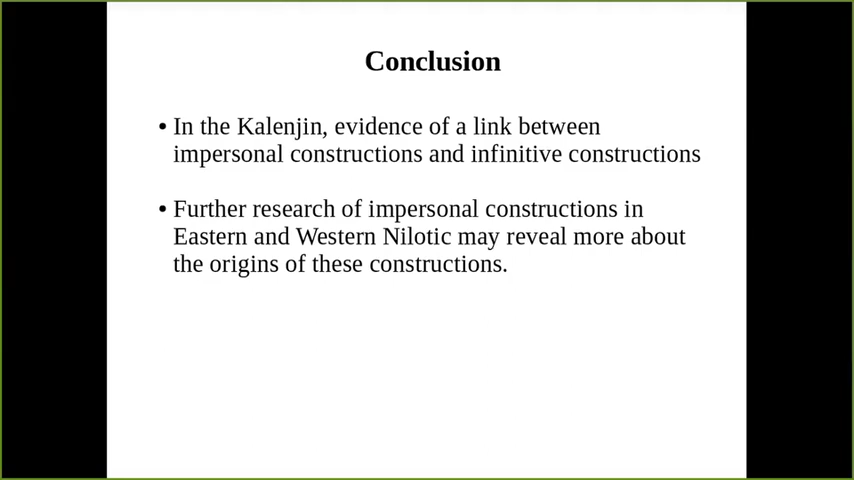 Conclusion
• In the Kalenjin, evidence of a link between
impersonal constructions and infinitive constructions
• Further research of impersonal constructions in
Eastern and Western Nilotic may reveal more about
the origins of these constructions.